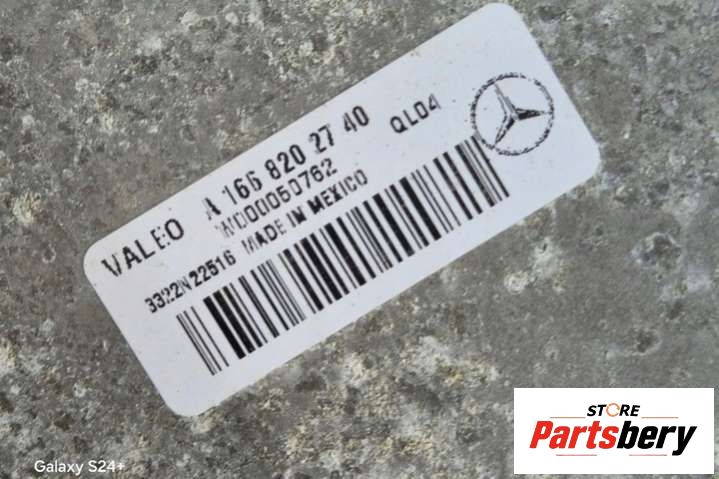 VALEO A 166 820 27 40
W000050762 QL04
3322N22516 MADE IN MEXICO
STORE
Partsbery
Galaxy S24+